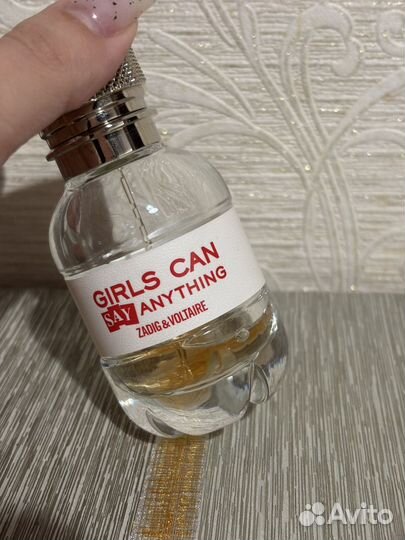 GIRLS CAN
SAY ANYTHING
ZADIG&VOLTAIRE
Avito